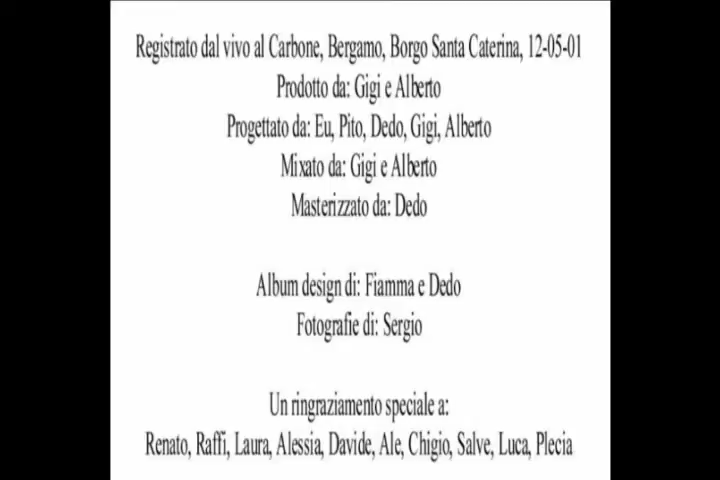 Registrato dal vivo al Carbone, Bergamo, Borgo Santa Caterina, 12-05-01
Prodotto da: Gigi e Alberto
Progettato da: Eu, Pito, Dedo, Gigi, Alberto
Mixato da: Gigi e Alberto
Masterizzato da: Dedo
Album design di: Fiamma e Dedo
Fotografie di: Sergio
Un ringraziamento speciale a:
Renato, Raffi, Laura, Alessia, Davide, Ale, Chigio, Salve, Luca, Plecia